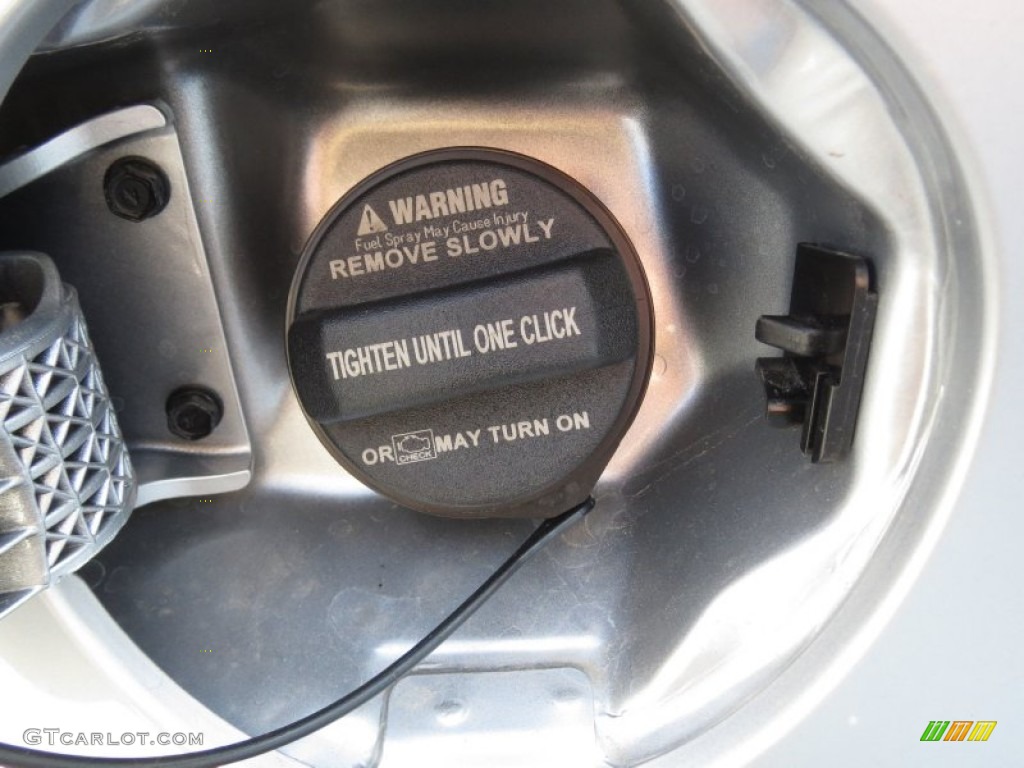 WARNING
Fuel Spray May Cause Injury
REMOVE SLOWLY
TIGHTEN UNTIL ONE CLICK
OR CHECK MAY TURN ON
GTCARLOT.COM